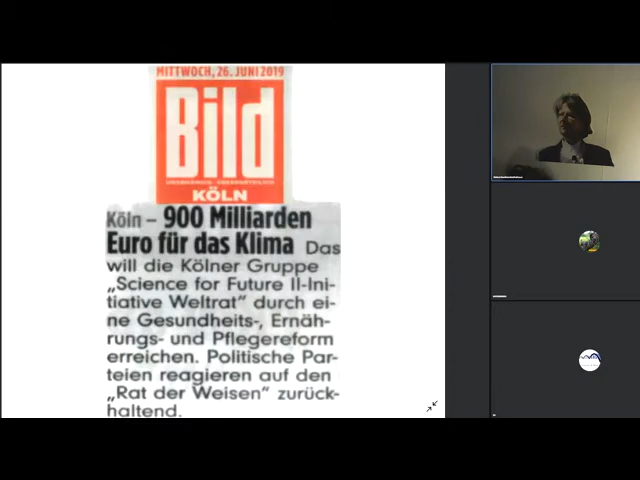 MITTWOCH, 26. JUNI 2019
Bild
KÖLN
Köln – 900 Milliarden
Euro für das Klima Das
will die Kölner Gruppe
„Science for Future II-Ini-
tiative Weltrat“ durch ei-
ne Gesundheits-, Ernäh-
rungs- und Pflegereform
erreichen. Politische Par-
teien reagieren auf den
„Rat der Weisen“ zurück-
haltend.